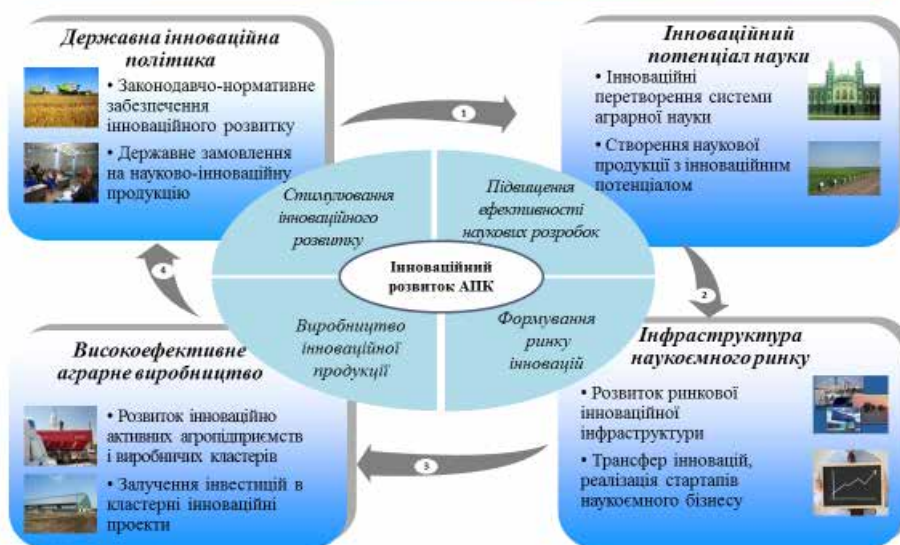 Державна інноваційна
політика
• Законодавчо-нормативне
забезпечення
інноваційного розвитку
• Державне замовлення
на науково-інноваційну
продукцію
Інноваційний
потенціал науки
• Інноваційні
перетворення системи
аграрної науки
• Створення наукової
продукції з інноваційним
потенціалом
1
Стимулювання
інноваційного
розвитку
Підвищення
ефективності
наукових розробок
Інноваційний
розвиток АПК
4
2
Виробництво
інноваційної
продукції
Формування
ринку
інновацій
Високоефективне
аграрне виробництво
• Розвиток інноваційно
активних агропідприємств
і виробничих кластерів
• Залучення інвестицій в
кластерні інноваційні
проекти
3
Інфраструктура
наукоємного ринку
• Розвиток ринкової
інноваційної
інфраструктури
• Трансфер інновацій,
реалізація стартапів
наукоємного бізнесу